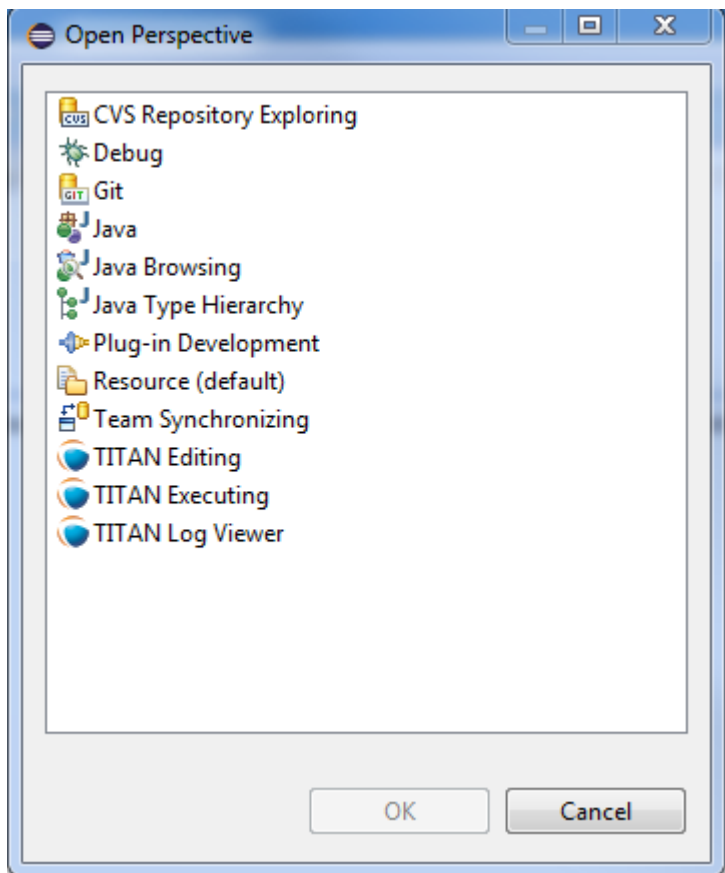 Open Perspective
CVS Repository Exploring
Debug
GIT Git
Java
Java Browsing
Java Type Hierarchy
Plug-in Development
Resource (default)
Team Synchronizing
TITAN Editing
TITAN Executing
TITAN Log Viewer
OK Cancel